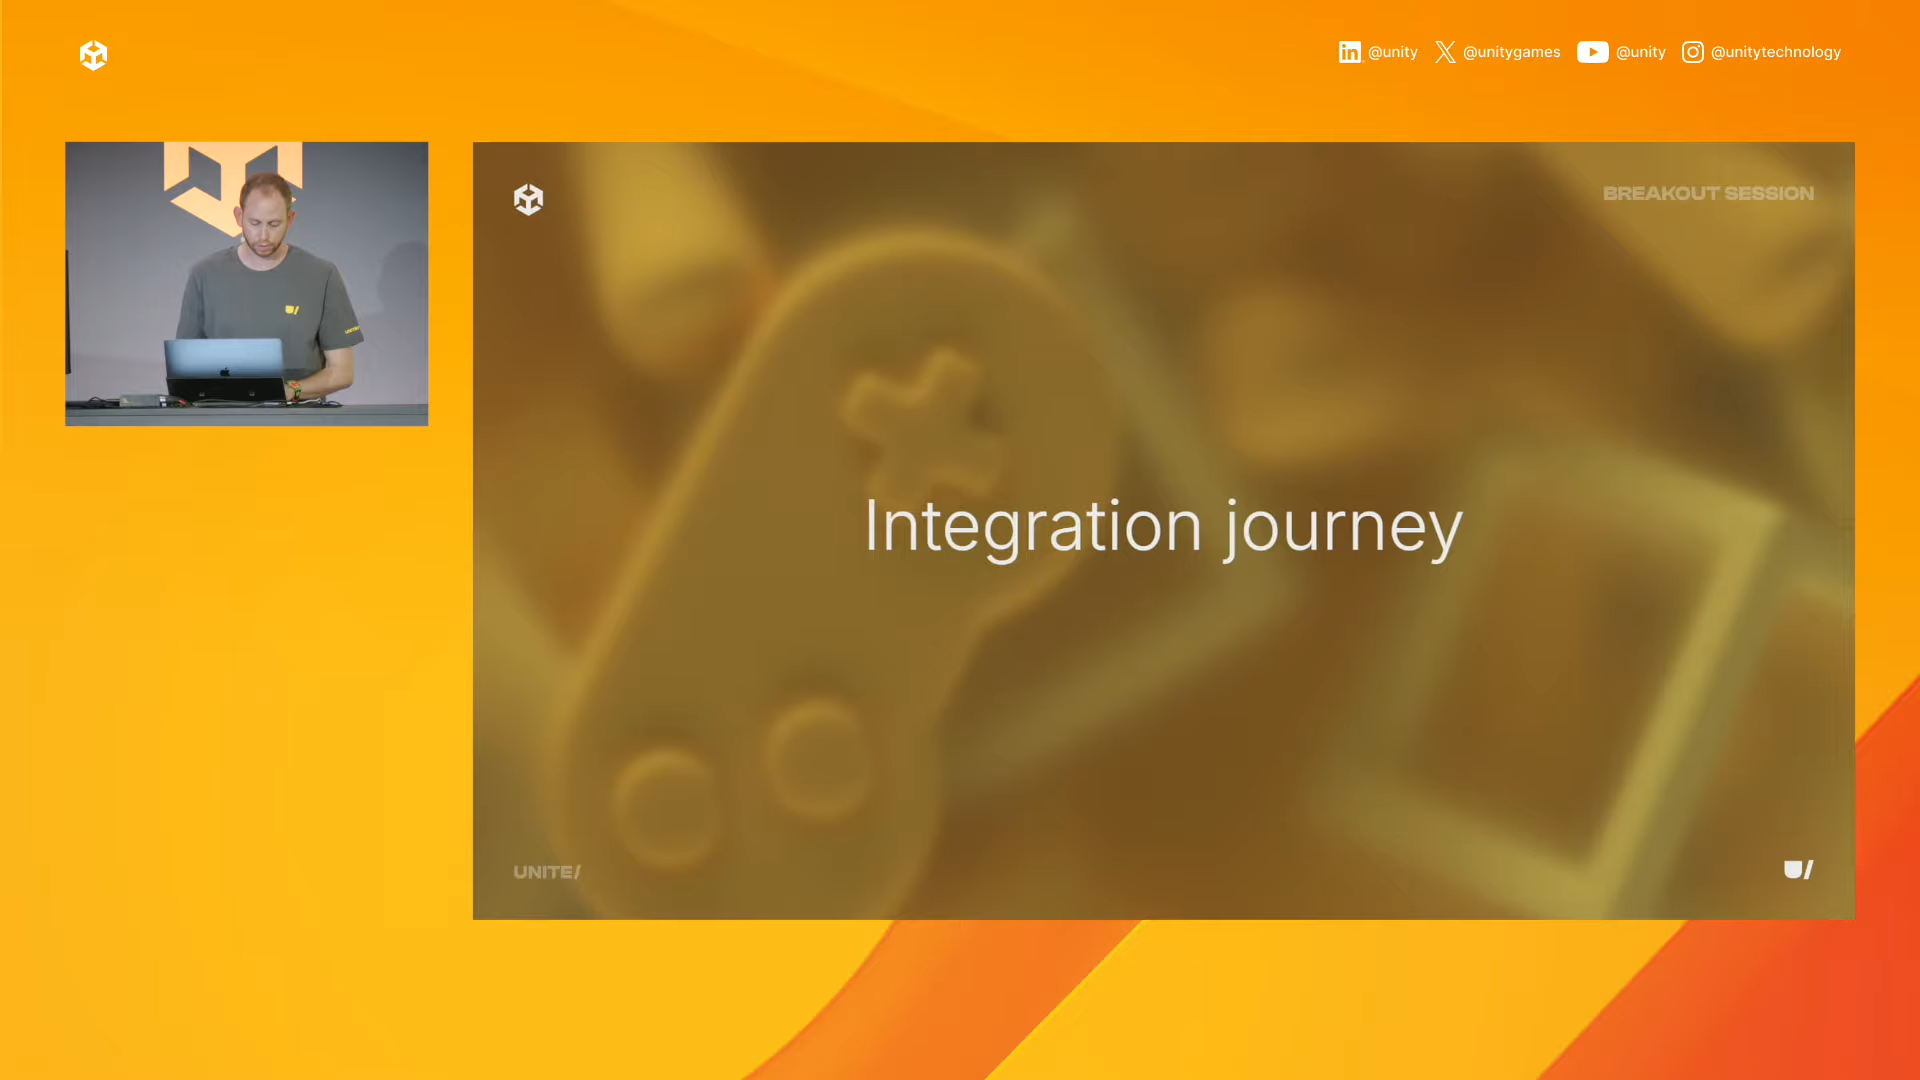 @unity @unitygames @unity @unitytechnology
BREAKOUT SESSION
Integration journey
UNITE/
U/